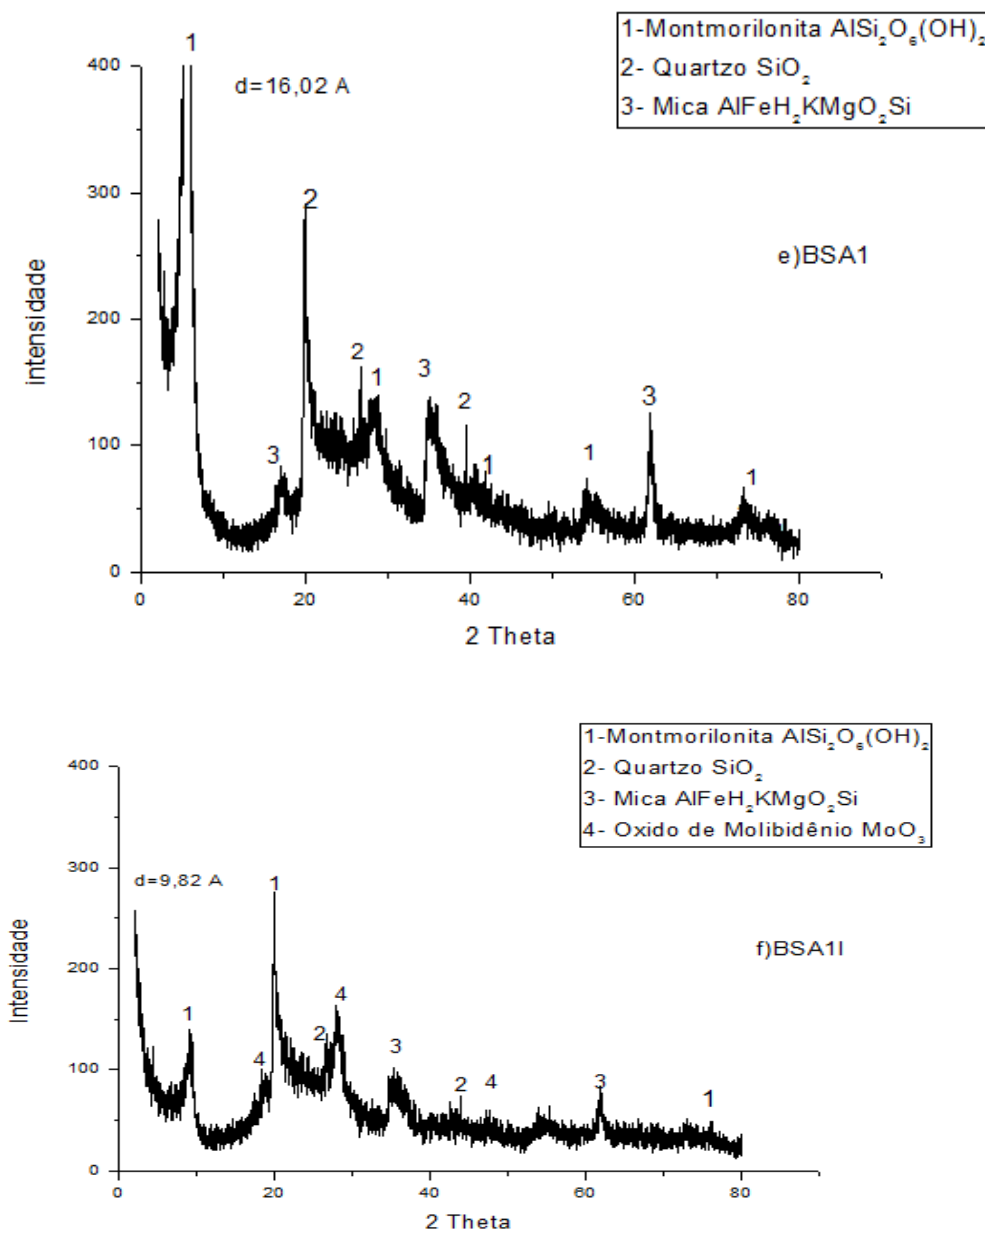 1-Montmorilonita AlSi₂O₆(OH)₂
2- Quartzo SiO₂
3- Mica AlFeH₂KMgO₂Si
1
400
d=16,02 A
300
2
e)BSA1
intensidade
200
2
1
3
2
3
100
3
1
1
1
0
0
20
40
60
80
2 Theta
1-Montmorilonita AlSi₂O₆(OH)₂
2- Quartzo SiO₂
3- Mica AlFeH₂KMgO₂Si
4- Oxido de Molibidênio MoO₃
400
300
d=9,82 A
1
f)BSA1I
Intensidade
200
1
4
2
3
4
100
2
4
3
1
0
0
20
40
60
80
2 Theta